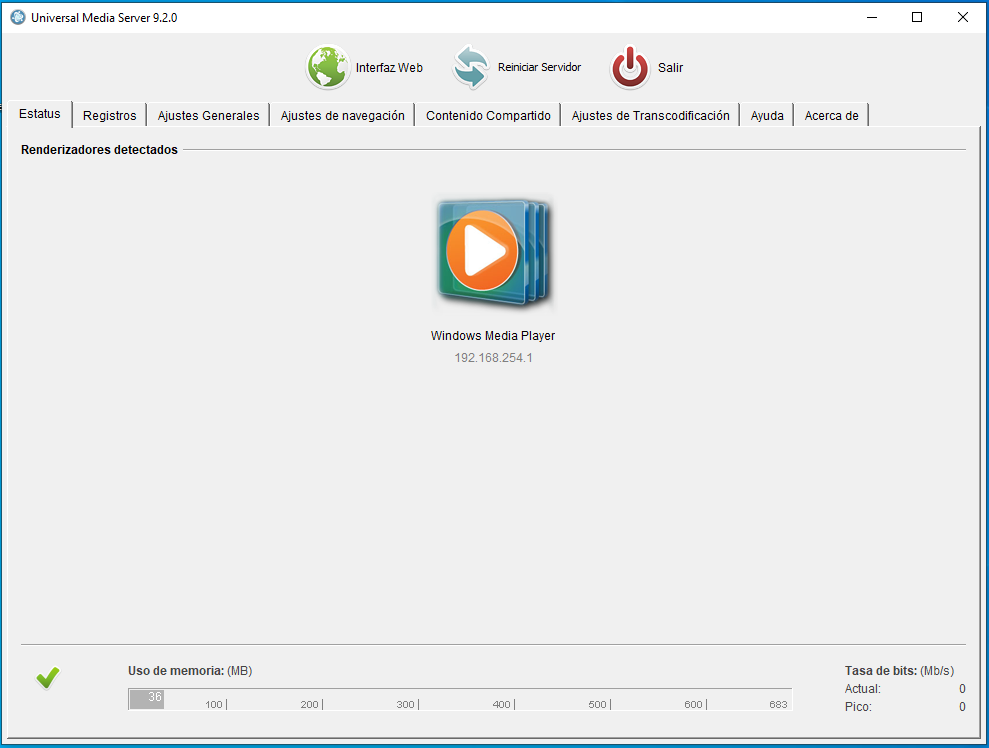 Universal Media Server 9.2.0
Interfaz Web
Reiniciar Servidor
Salir
Estatus
Registros
Ajustes Generales
Ajustes de navegación
Contenido Compartido
Ajustes de Transcodificación
Ayuda
Acerca de
Renderizadores detectados
Windows Media Player
192.168.254.1
Uso de memoria: (MB)
36 100 200 300 400 500 600 683
Tasa de bits: (Mb/s)
Actual: 0
Pico: 0